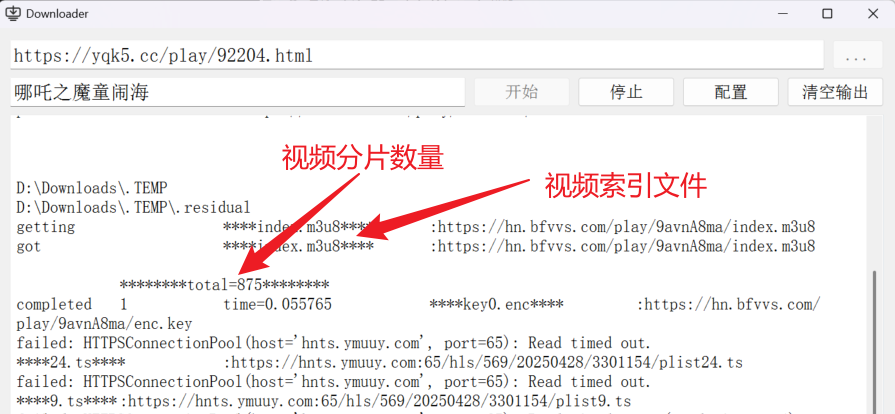 Downloader
https://yqk5.cc/play/92204.html
...
哪吒之魔童闹海
开始
停止
配置
清空输出
视频分片数量
视频索引文件
D:\Downloads\.TEMP
D:\Downloads\.TEMP\.residual
getting ****index.m3u8**** :https://hn.bfvvs.com/play/9avnA8ma/index.m3u8
got ****index.m3u8**** :https://hn.bfvvs.com/play/9avnA8ma/index.m3u8
********total=875********
completed 1 time=0.055765 ****key0.enc**** :https://hn.bfvvs.com/
play/9avnA8ma/enc.key
failed: HTTPSConnectionPool(host='hnts.ymuuy.com', port=65): Read timed out.
****24.ts**** :https://hnts.ymuuy.com:65/hls/569/20250428/3301154/plist24.ts
failed: HTTPSConnectionPool(host='hnts.ymuuy.com', port=65): Read timed out.
****9.ts**** :https://hnts.ymuuy.com:65/hls/569/20250428/3301154/plist9.ts